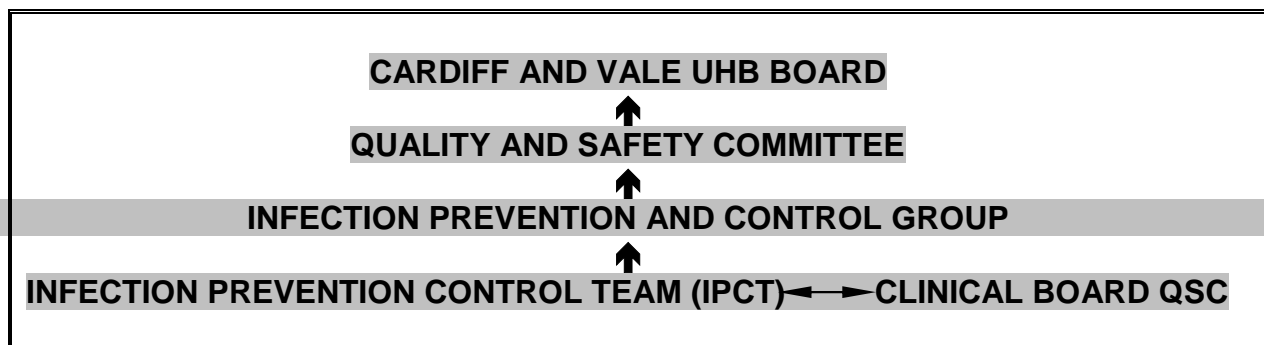 CARDIFF AND VALE UHB BOARD
QUALITY AND SAFETY COMMITTEE
INFECTION PREVENTION AND CONTROL GROUP
INFECTION PREVENTION CONTROL TEAM (IPCT) CLINICAL BOARD QSC